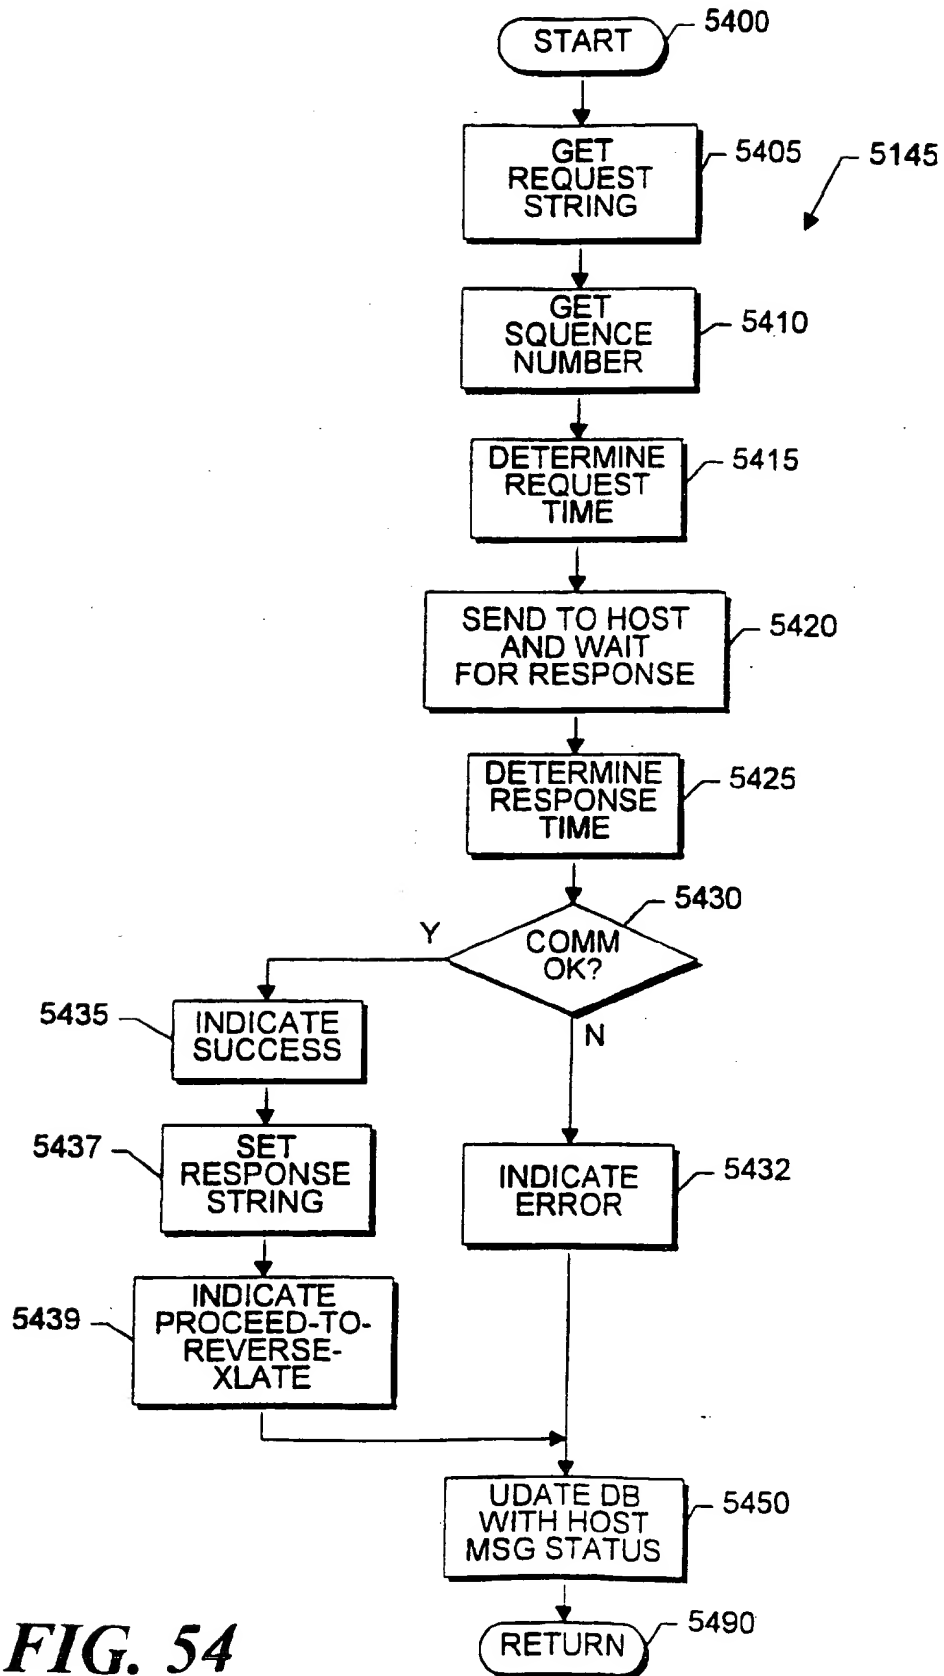 START
5400
GET
REQUEST
STRING
5405
5145
GET
SQUENCE
NUMBER
5410
DETERMINE
REQUEST
TIME
5415
SEND TO HOST
AND WAIT
FOR RESPONSE
5420
DETERMINE
RESPONSE
TIME
5425
COMM
OK?
5430
Y
N
5435
INDICATE
SUCCESS
5437
SET
RESPONSE
STRING
INDICATE
ERROR
5432
5439
INDICATE
PROCEED-TO-
REVERSE-
XLATE
UDATE DB
WITH HOST
MSG STATUS
5450
RETURN
5490
FIG. 54